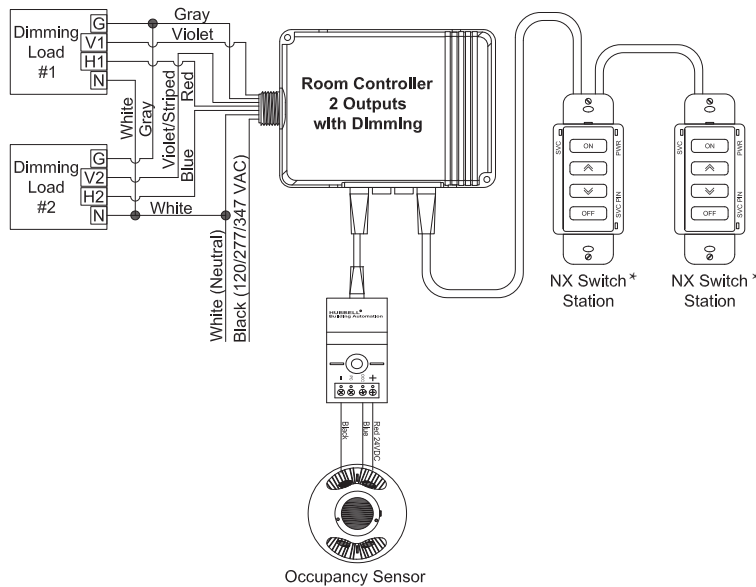 Dimming
Load
#1
G
V1
H1
N
Gray
Violet
Red
White
Gray
Violet/Striped
Blue
Dimming
Load
#2
G
V2
H2
N
White
White (Neutral)
Black (120/277/347 VAC)
Room Controller
2 Outputs
with Dimming
SVC
PWR
ON
OFF
SVC PIN
NX Switch*
Station
SVC
PWR
ON
OFF
SVC PIN
NX Switch*
Station
HUBBELL®
Building Automation
- +
Black
Blue
Red 24VDC
Occupancy Sensor